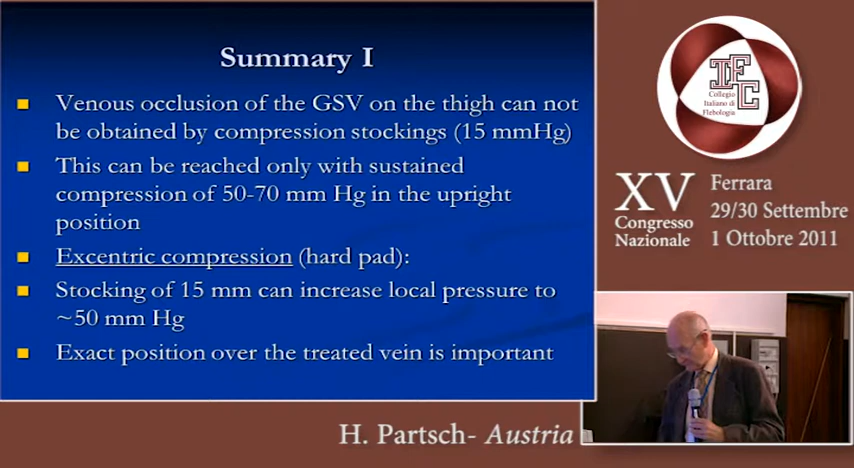 Summary I
Venous occlusion of the GSV on the thigh can not
be obtained by compression stockings (15 mmHg)
This can be reached only with sustained
compression of 50-70 mm Hg in the upright
position
Excentric compression (hard pad):
Stocking of 15 mm can increase local pressure to
~50 mm Hg
Exact position over the treated vein is important
IFC
Collegio
Italiano di
Flebologia
XV
Congresso
Nazionale
Ferrara
29/30 Settembre
1 Ottobre 2011
H. Partsch- Austria